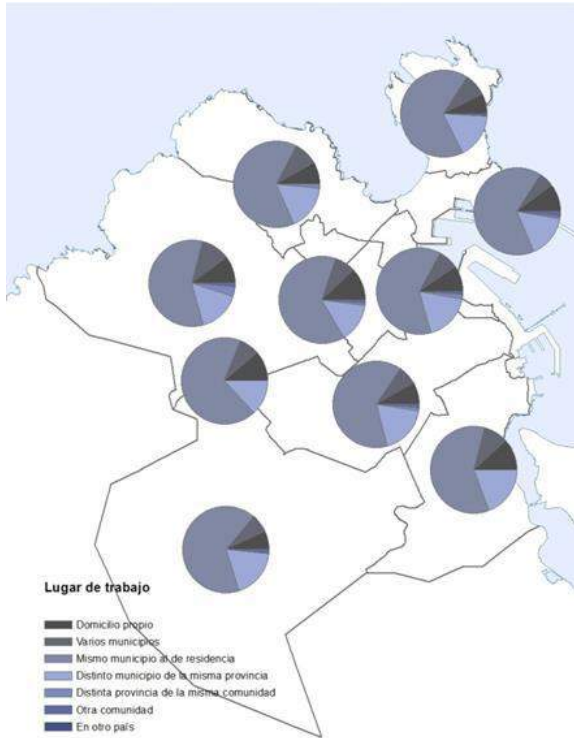 Lugar de trabajo
Domicilio propio
Varios municipios
Mismo municipio al de residencia
Distinto municipio de la misma provincia
Distinta provincia de la misma comunidad
Otra comunidad
En otro país